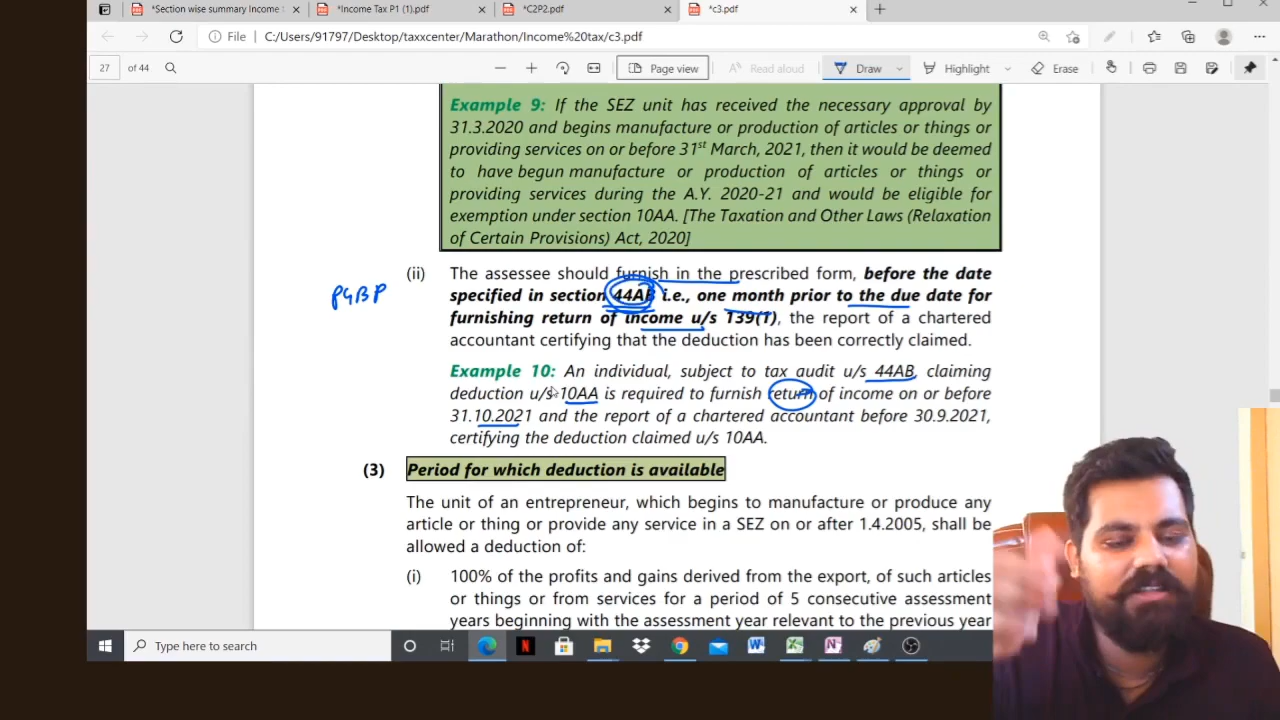 *Section wise summary Income
*Income Tax P1 (1).pdf
*C2P2.pdf
*c3.pdf
File
C:/Users/91797/Desktop/taxxcenter/Marathon/Income%20tax/c3.pdf
27 of 44
Page view
Read aloud
Draw
Highlight
Erase
Example 9: If the SEZ unit has received the necessary approval by
31.3.2020 and begins manufacture or production of articles or things or
providing services on or before 31st March, 2021, then it would be deemed
to have begun manufacture or production of articles or things or
providing services during the A.Y. 2020-21 and would be eligible for
exemption under section 10AA. [The Taxation and Other Laws (Relaxation
of Certain Provisions) Act, 2020]
PGBP
(ii) The assessee should furnish in the prescribed form, before the date
specified in section 44AB i.e., one month prior to the due date for
furnishing return of income u/s 139(1), the report of a chartered
accountant certifying that the deduction has been correctly claimed.
Example 10: An individual, subject to tax audit u/s 44AB, claiming
deduction u/s 10AA is required to furnish return of income on or before
31.10.2021 and the report of a chartered accountant before 30.9.2021,
certifying the deduction claimed u/s 10AA.
(3) Period for which deduction is available
The unit of an entrepreneur, which begins to manufacture or produce any
article or thing or provide any service in a SEZ on or after 1.4.2005, shall be
allowed a deduction of:
(i) 100% of the profits and gains derived from the export, of such articles
or things or from services for a period of 5 consecutive assessment
years beginning with the assessment year relevant to the previous year
Type here to search